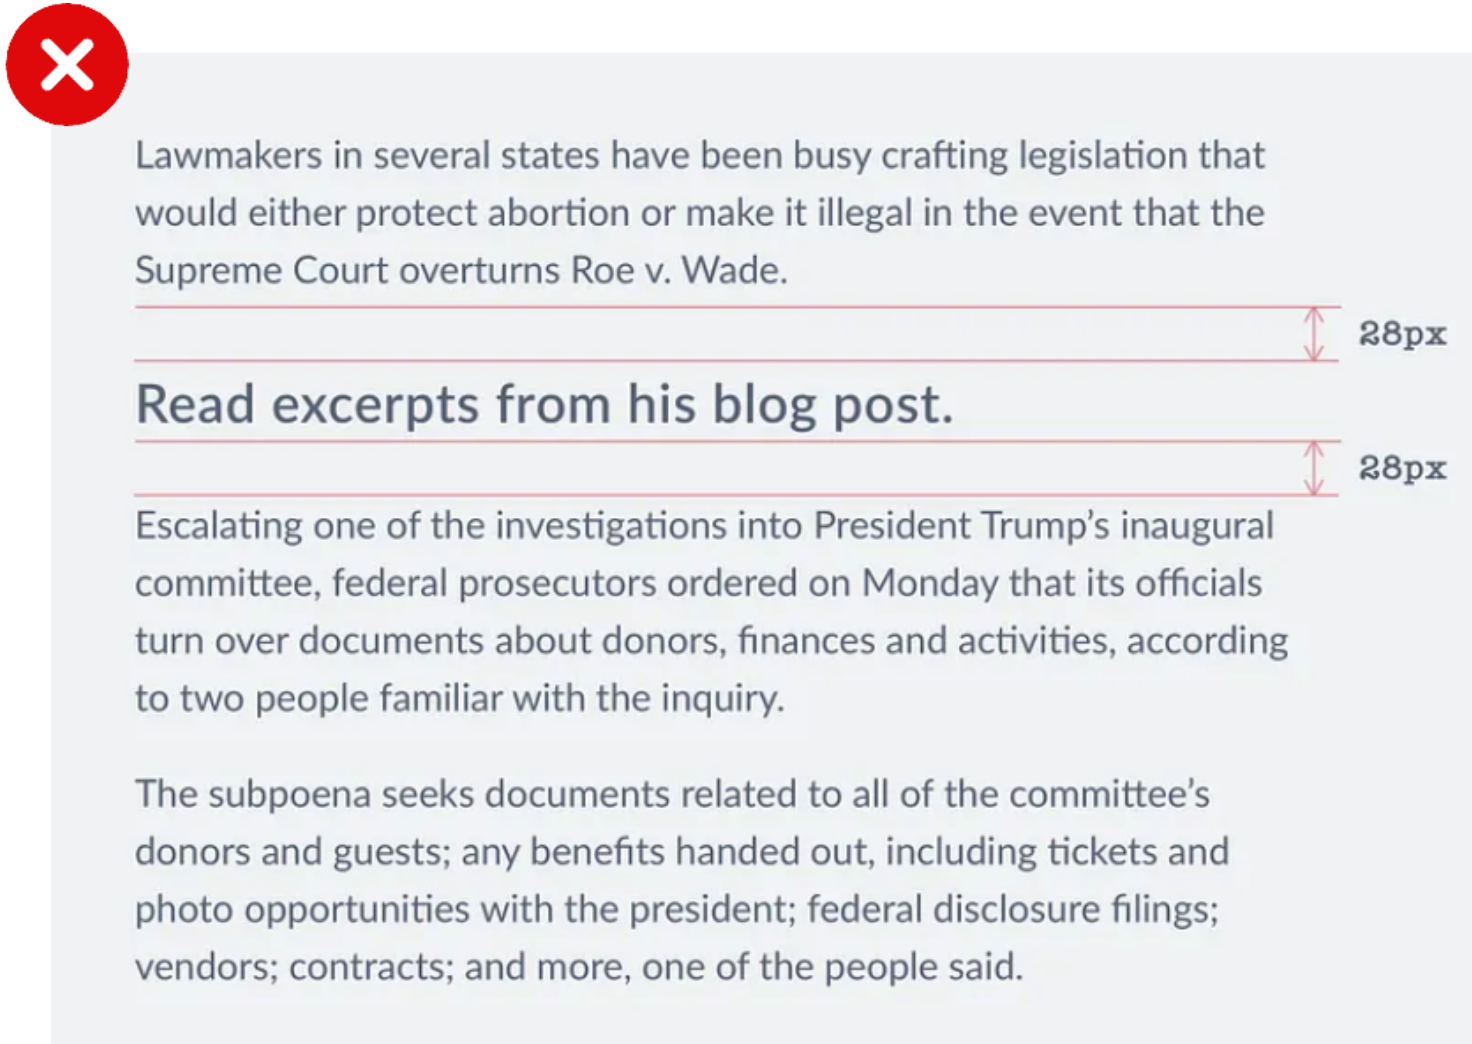 Lawmakers in several states have been busy crafting legislation that
would either protect abortion or make it illegal in the event that the
Supreme Court overturns Roe v. Wade.
28px
Read excerpts from his blog post.
28px
Escalating one of the investigations into President Trump’s inaugural
committee, federal prosecutors ordered on Monday that its officials
turn over documents about donors, finances and activities, according
to two people familiar with the inquiry.
The subpoena seeks documents related to all of the committee’s
donors and guests; any benefits handed out, including tickets and
photo opportunities with the president; federal disclosure filings;
vendors; contracts; and more, one of the people said.